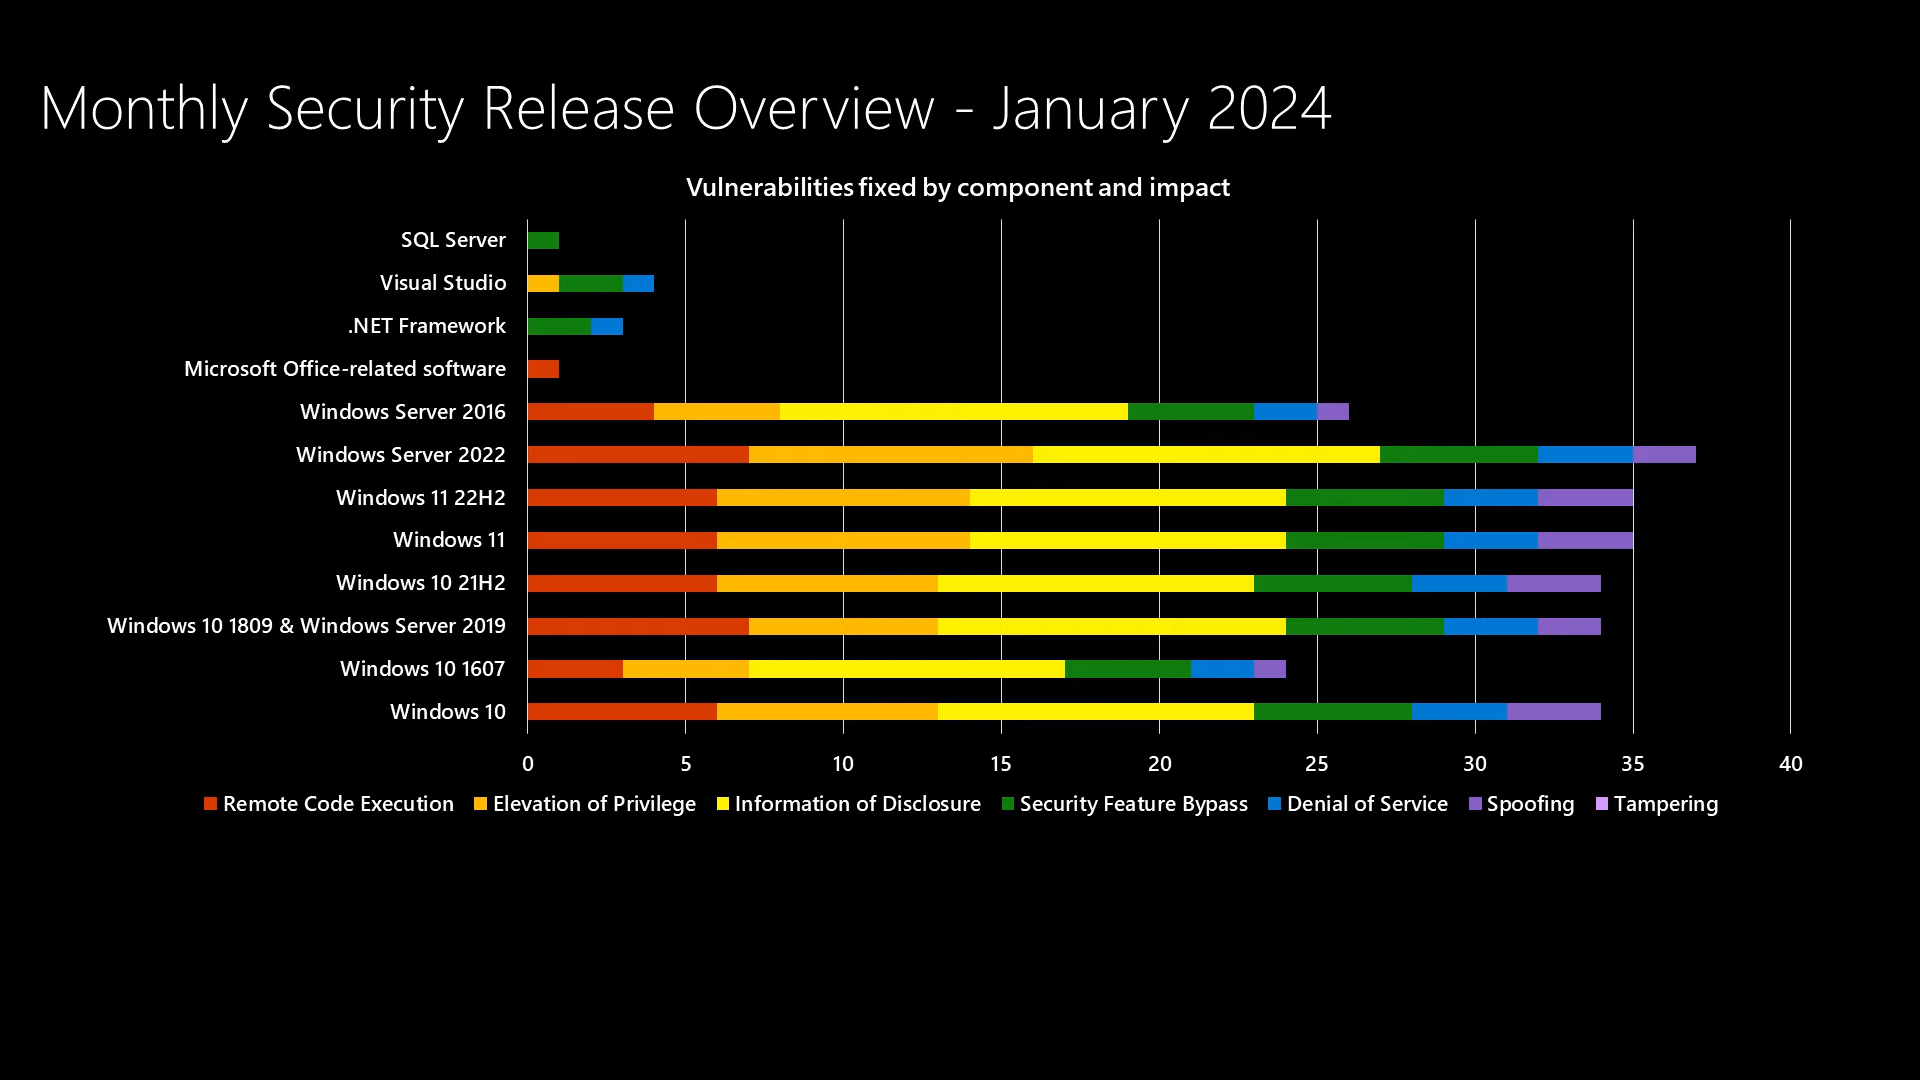 Monthly Security Release Overview - January 2024
Vulnerabilities fixed by component and impact
SQL Server
Visual Studio
.NET Framework
Microsoft Office-related software
Windows Server 2016
Windows Server 2022
Windows 11 22H2
Windows 11
Windows 10 21H2
Windows 10 1809 & Windows Server 2019
Windows 10 1607
Windows 10
0 5 10 15 20 25 30 35 40
Remote Code Execution Elevation of Privilege Information of Disclosure Security Feature Bypass Denial of Service Spoofing Tampering